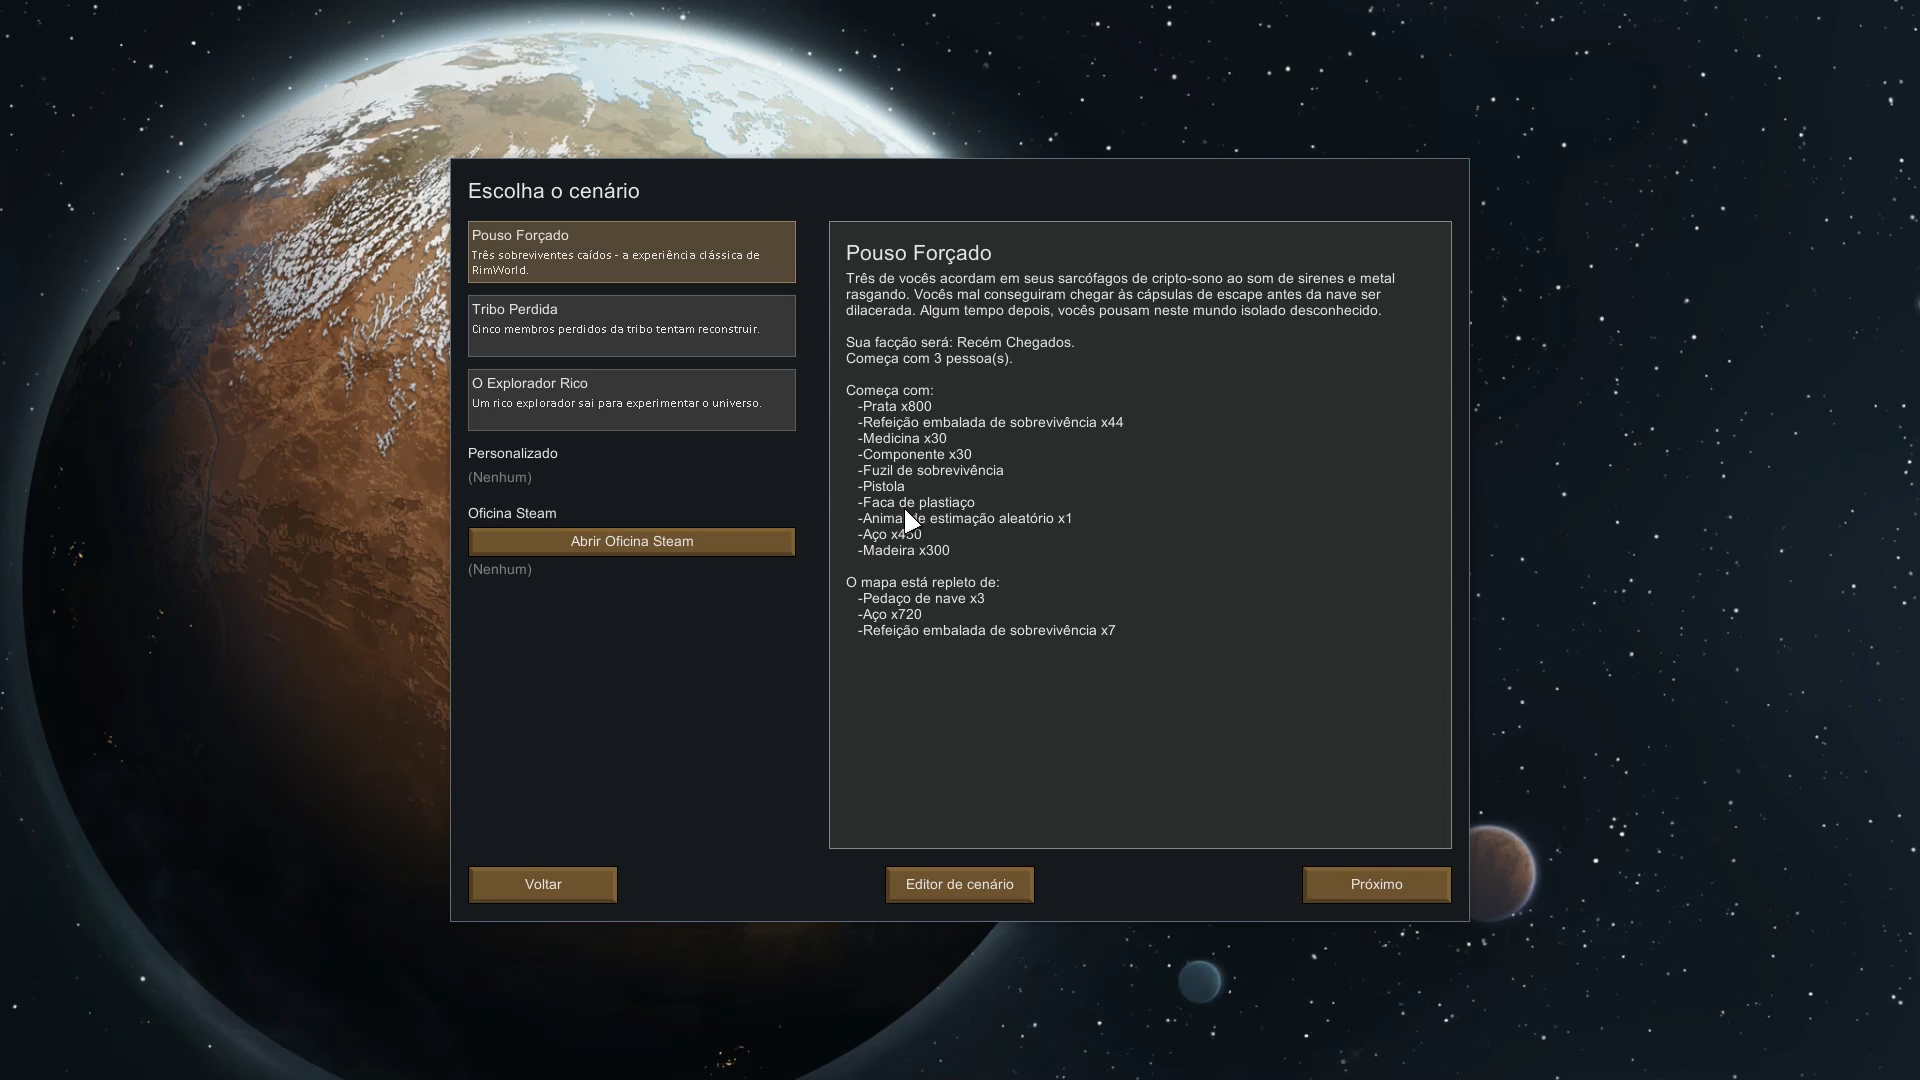 Escolha o cenário
Pouso Forçado
Três sobreviventes caídos - a experiência clássica de
RimWorld.
Tribo Perdida
Cinco membros perdidos da tribo tentam reconstruir.
O Explorador Rico
Um rico explorador sai para experimentar o universo.
Personalizado
(Nenhum)
Oficina Steam
Abrir Oficina Steam
(Nenhum)
Pouso Forçado
Três de vocês acordam em seus sarcófagos de cripto-sono ao som de sirenes e metal
rasgando. Vocês mal conseguiram chegar às cápsulas de escape antes da nave ser
dilacerada. Algum tempo depois, vocês pousam neste mundo isolado desconhecido.
Sua facção será: Recém Chegados.
Começa com 3 pessoa(s).
Começa com:
-Prata x800
-Refeição embalada de sobrevivência x44
-Medicina x30
-Componente x30
-Fuzil de sobrevivência
-Pistola
-Faca de plastiaço
-Animal de estimação aleatório x1
-Aço x450
-Madeira x300
O mapa está repleto de:
-Pedaço de nave x3
-Aço x720
-Refeição embalada de sobrevivência x7
Voltar
Editor de cenário
Próximo